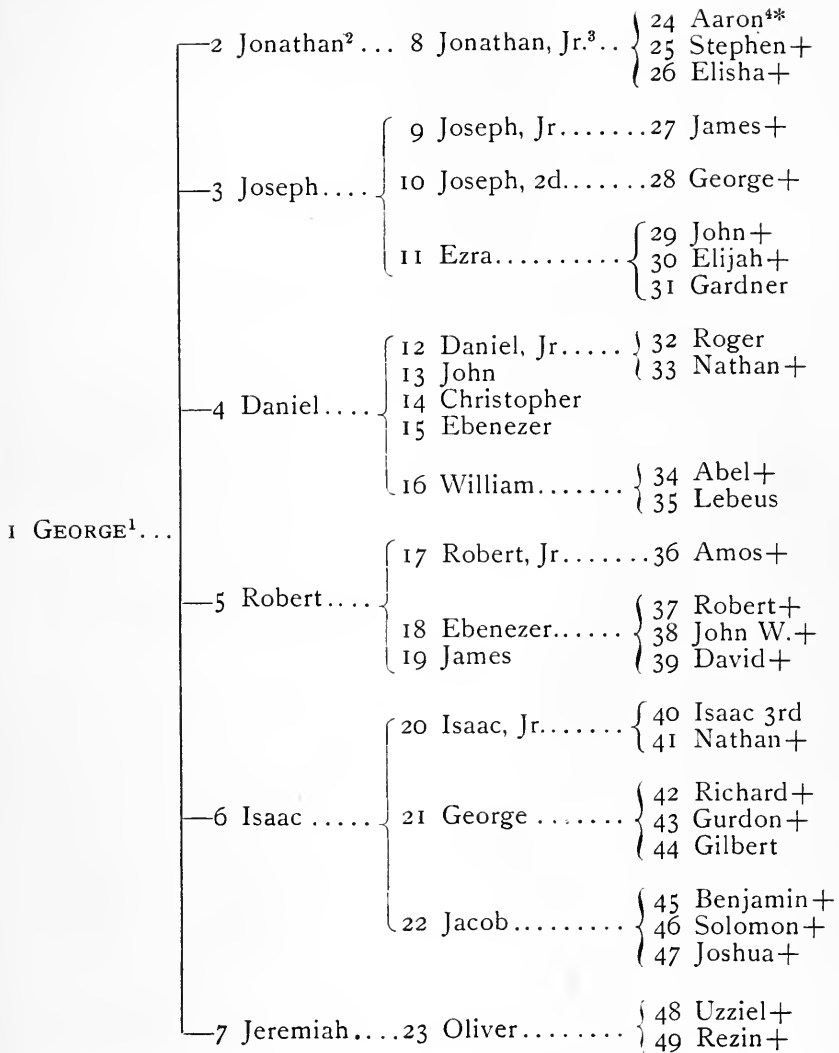 2 Jonathan² ... 8 Jonathan, Jr.³.. 24 Aaron⁴*
25 Stephen+
26 Elisha+
3 Joseph.... 9 Joseph, Jr.......27 James+
10 Joseph, 2d.......28 George+
11 Ezra.......... 29 John+
30 Elijah+
31 Gardner
4 Daniel.... 12 Daniel, Jr..... 32 Roger
13 John 33 Nathan+
14 Christopher
15 Ebenezer
16 William....... 34 Abel+
35 Lebeus
1 GEORGE¹...
5 Robert.... 17 Robert, Jr.......36 Amos+
18 Ebenezer...... 37 Robert+
38 John W.+
19 James 39 David+
6 Isaac ..... 20 Isaac, Jr....... 40 Isaac 3rd
41 Nathan+
21 George ....... 42 Richard+
43 Gurdon+
44 Gilbert
22 Jacob......... 45 Benjamin+
46 Solomon+
47 Joshua+
7 Jeremiah....23 Oliver........ 48 Uzziel+
49 Rezin+